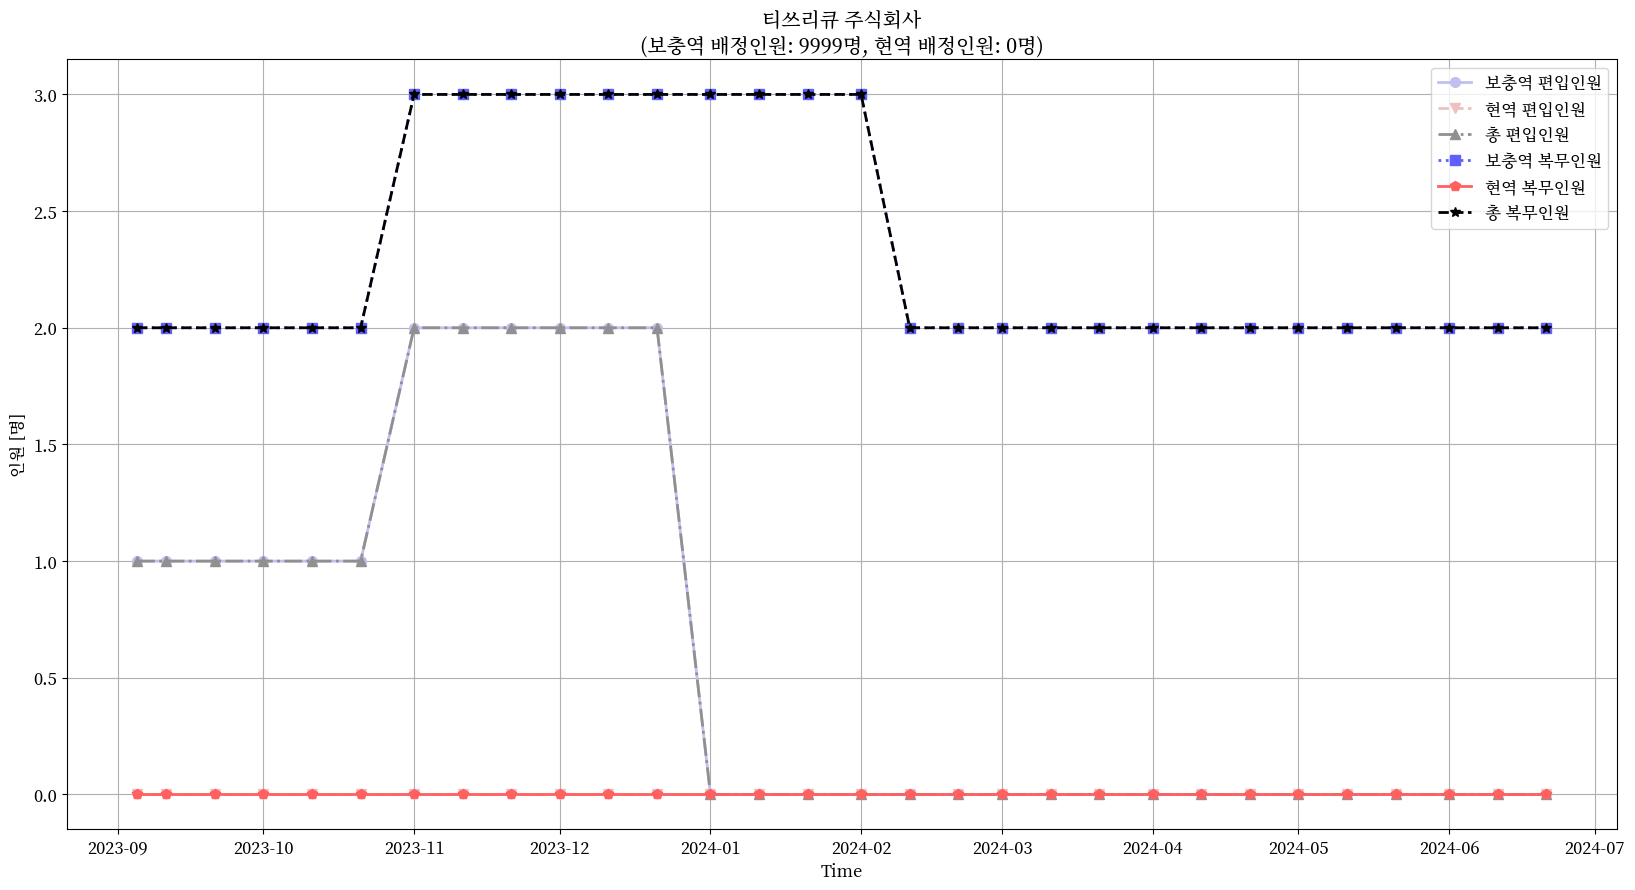 티쓰리큐 주식회사
(보충역 배정인원: 9999명, 현역 배정인원: 0명)
보충역 편입인원
현역 편입인원
총 편입인원
보충역 복무인원
현역 복무인원
총 복무인원
3.0
2.5
2.0
1.5
1.0
0.5
0.0
인원 [명]
2023-09
2023-10
2023-11
2023-12
2024-01
2024-02
2024-03
2024-04
2024-05
2024-06
2024-07
Time